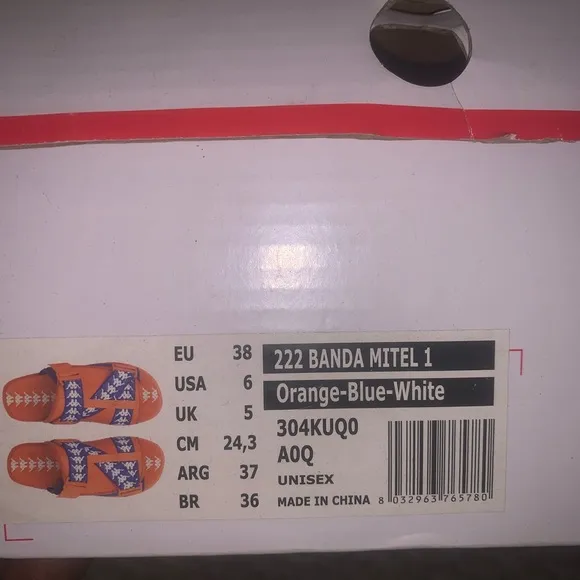 EU 38
USA 6
UK 5
CM 24,3
ARG 37
BR 36
222 BANDA MITEL 1
Orange-Blue-White
304KUQ0
A0Q
UNISEX
MADE IN CHINA
8 032963 765780